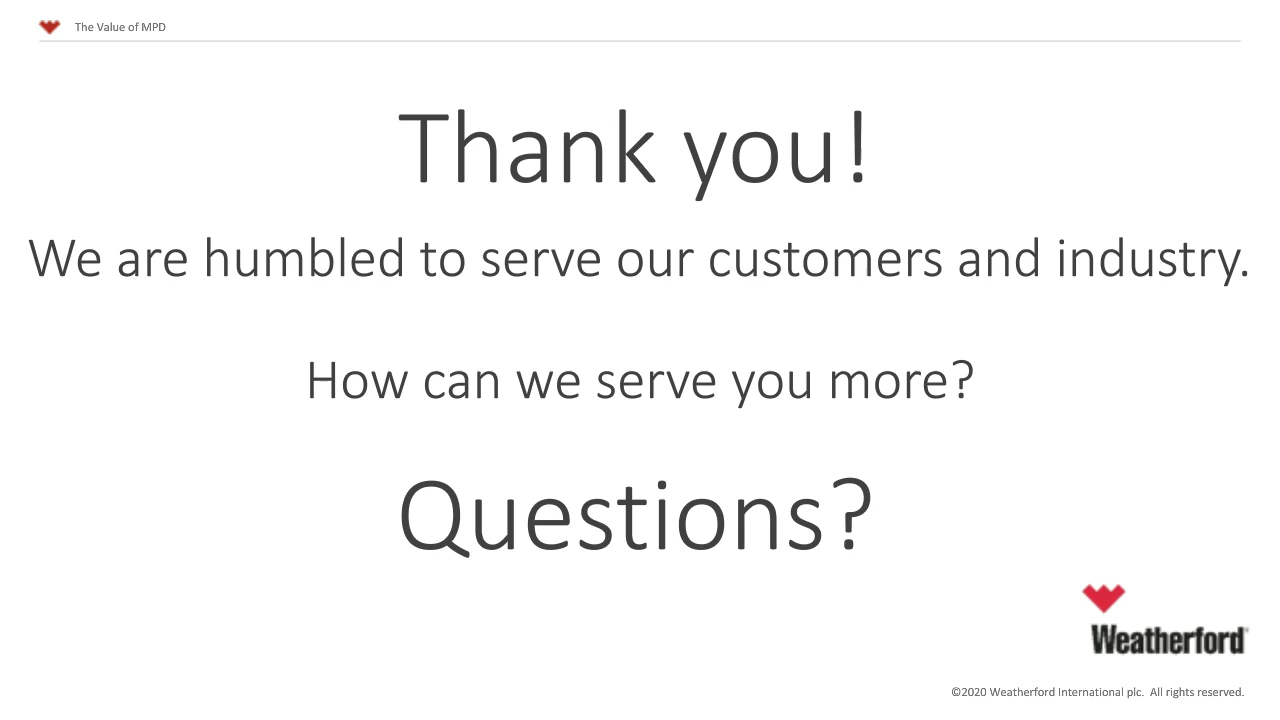 The Value of MPD
Thank you!
We are humbled to serve our customers and industry.
How can we serve you more?
Questions?
Weatherford®
©2020 Weatherford International plc. All rights reserved.